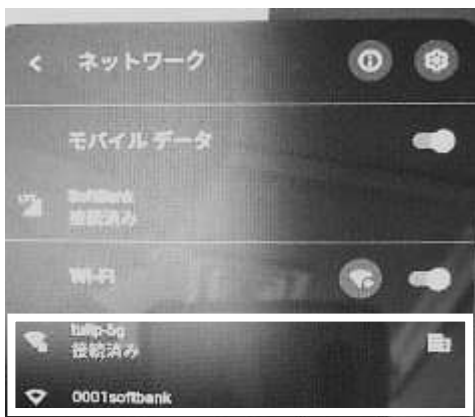 ネットワーク
モバイル データ
LTE
SoftBank
接続済み
Wi-Fi
tulip-5g
接続済み
0001softbank